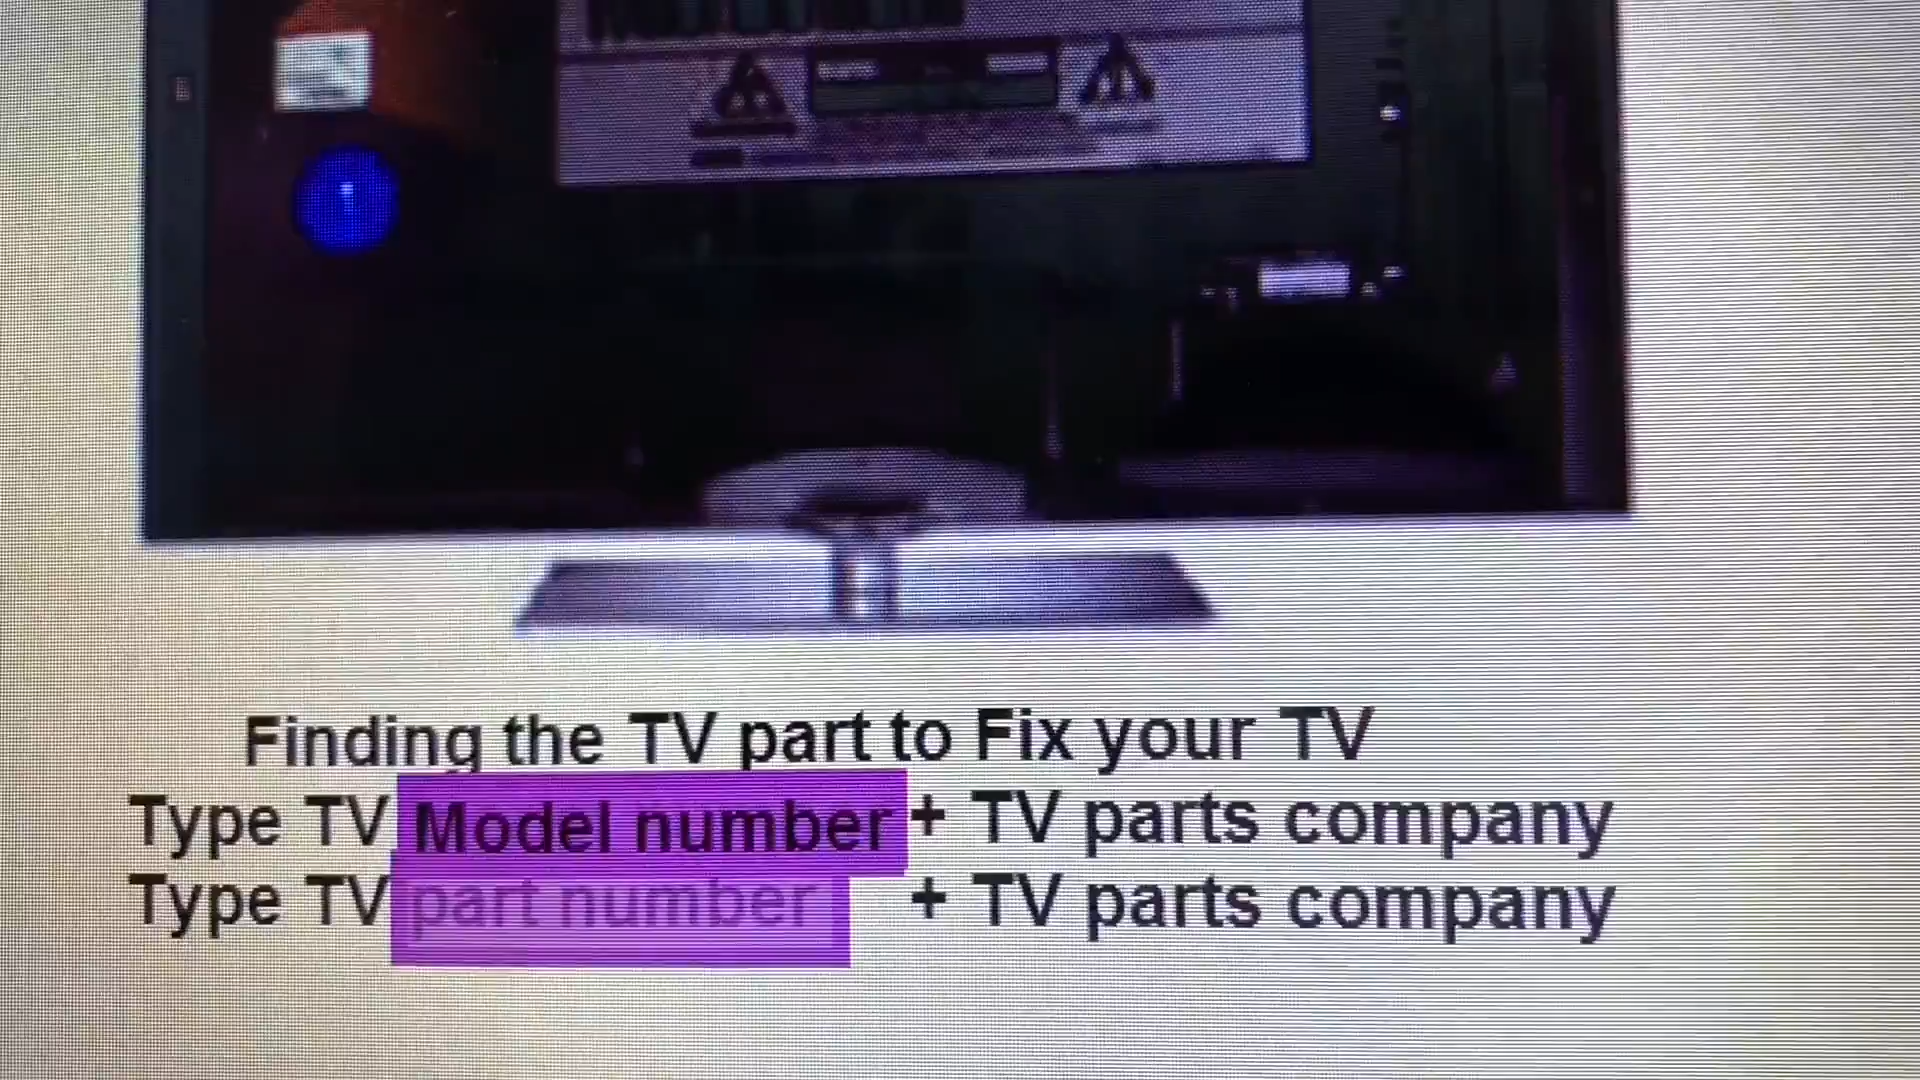 Finding the TV part to Fix your TV
Type TV Model number + TV parts company
Type TV part number + TV parts company